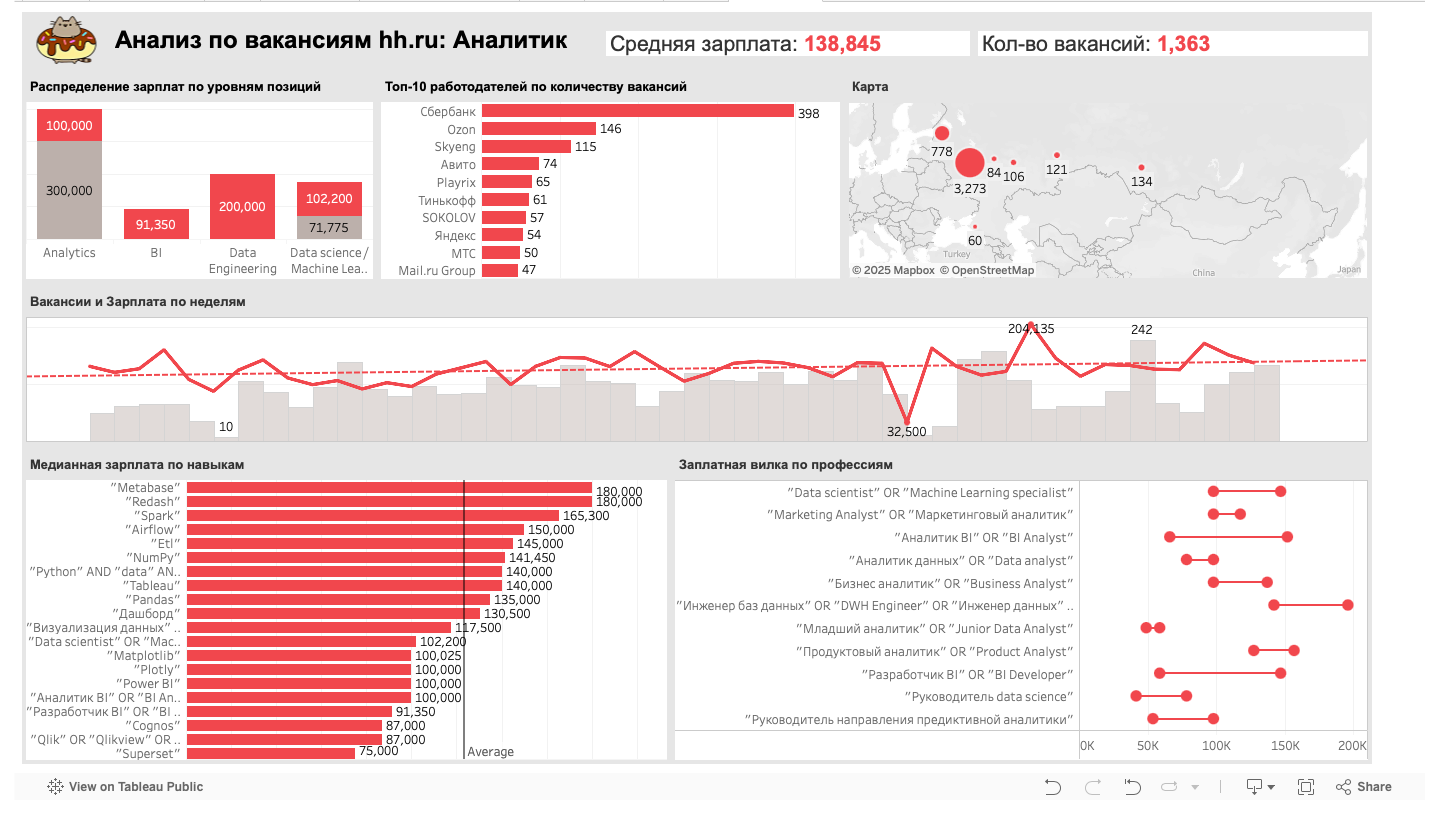 Анализ по вакансиям hh.ru: Аналитик
Средняя зарплата: 138,845
Кол-во вакансий: 1,363
Распределение зарплат по уровням позиций
100,000
300,000
91,350
200,000
102,200
71,775
Analytics
BI
Data
Engineering
Data science/
Machine Lea..
Топ-10 работодателей по количеству вакансий
Сбербанк 398
Ozon 146
Skyeng 115
Авито 74
Playrix 65
Тинькофф 61
SOKOLOV 57
Яндекс 54
МТС 50
Mail.ru Group 47
Карта
778
3,273
84
106
121
134
60
Turkey
China
Japan
© 2025 Mapbox © OpenStreetMap
Вакансии и Зарплата по неделям
10
32,500
204,135
242
Медианная зарплата по навыкам
"Metabase" 180,000
"Redash" 180,000
"Spark" 165,300
"Airflow" 150,000
"Etl" 145,000
"NumPy" 141,450
"Python" AND "data" AN.. 140,000
"Tableau" 140,000
"Pandas" 135,000
"Дашборд" 130,500
"Визуализация данных" .. 117,500
"Data scientist" OR "Mac.. 102,200
"Matplotlib" 100,025
"Plotly" 100,000
"Power BI" 100,000
"Аналитик BI" OR "BI An.. 100,000
"Разработчик BI" OR "BI .. 91,350
"Cognos" 87,000
"Qlik" OR "Qlikview" OR .. 87,000
"Superset" 75,000
Average
Заплатная вилка по профессиям
"Data scientist" OR "Machine Learning specialist"
"Marketing Analyst" OR "Маркетинговый аналитик"
"Аналитик BI" OR "BI Analyst"
"Аналитик данных" OR "Data analyst"
"Бизнес аналитик" OR "Business Analyst"
"Инженер баз данных" OR "DWH Engineer" OR "Инженер данных" ..
"Младший аналитик" OR "Junior Data Analyst"
"Продуктовый аналитик" OR "Product Analyst"
"Разработчик BI" OR "BI Developer"
"Руководитель data science"
"Руководитель направления предиктивной аналитики"
0K 50K 100K 150K 200K
View on Tableau Public
Share